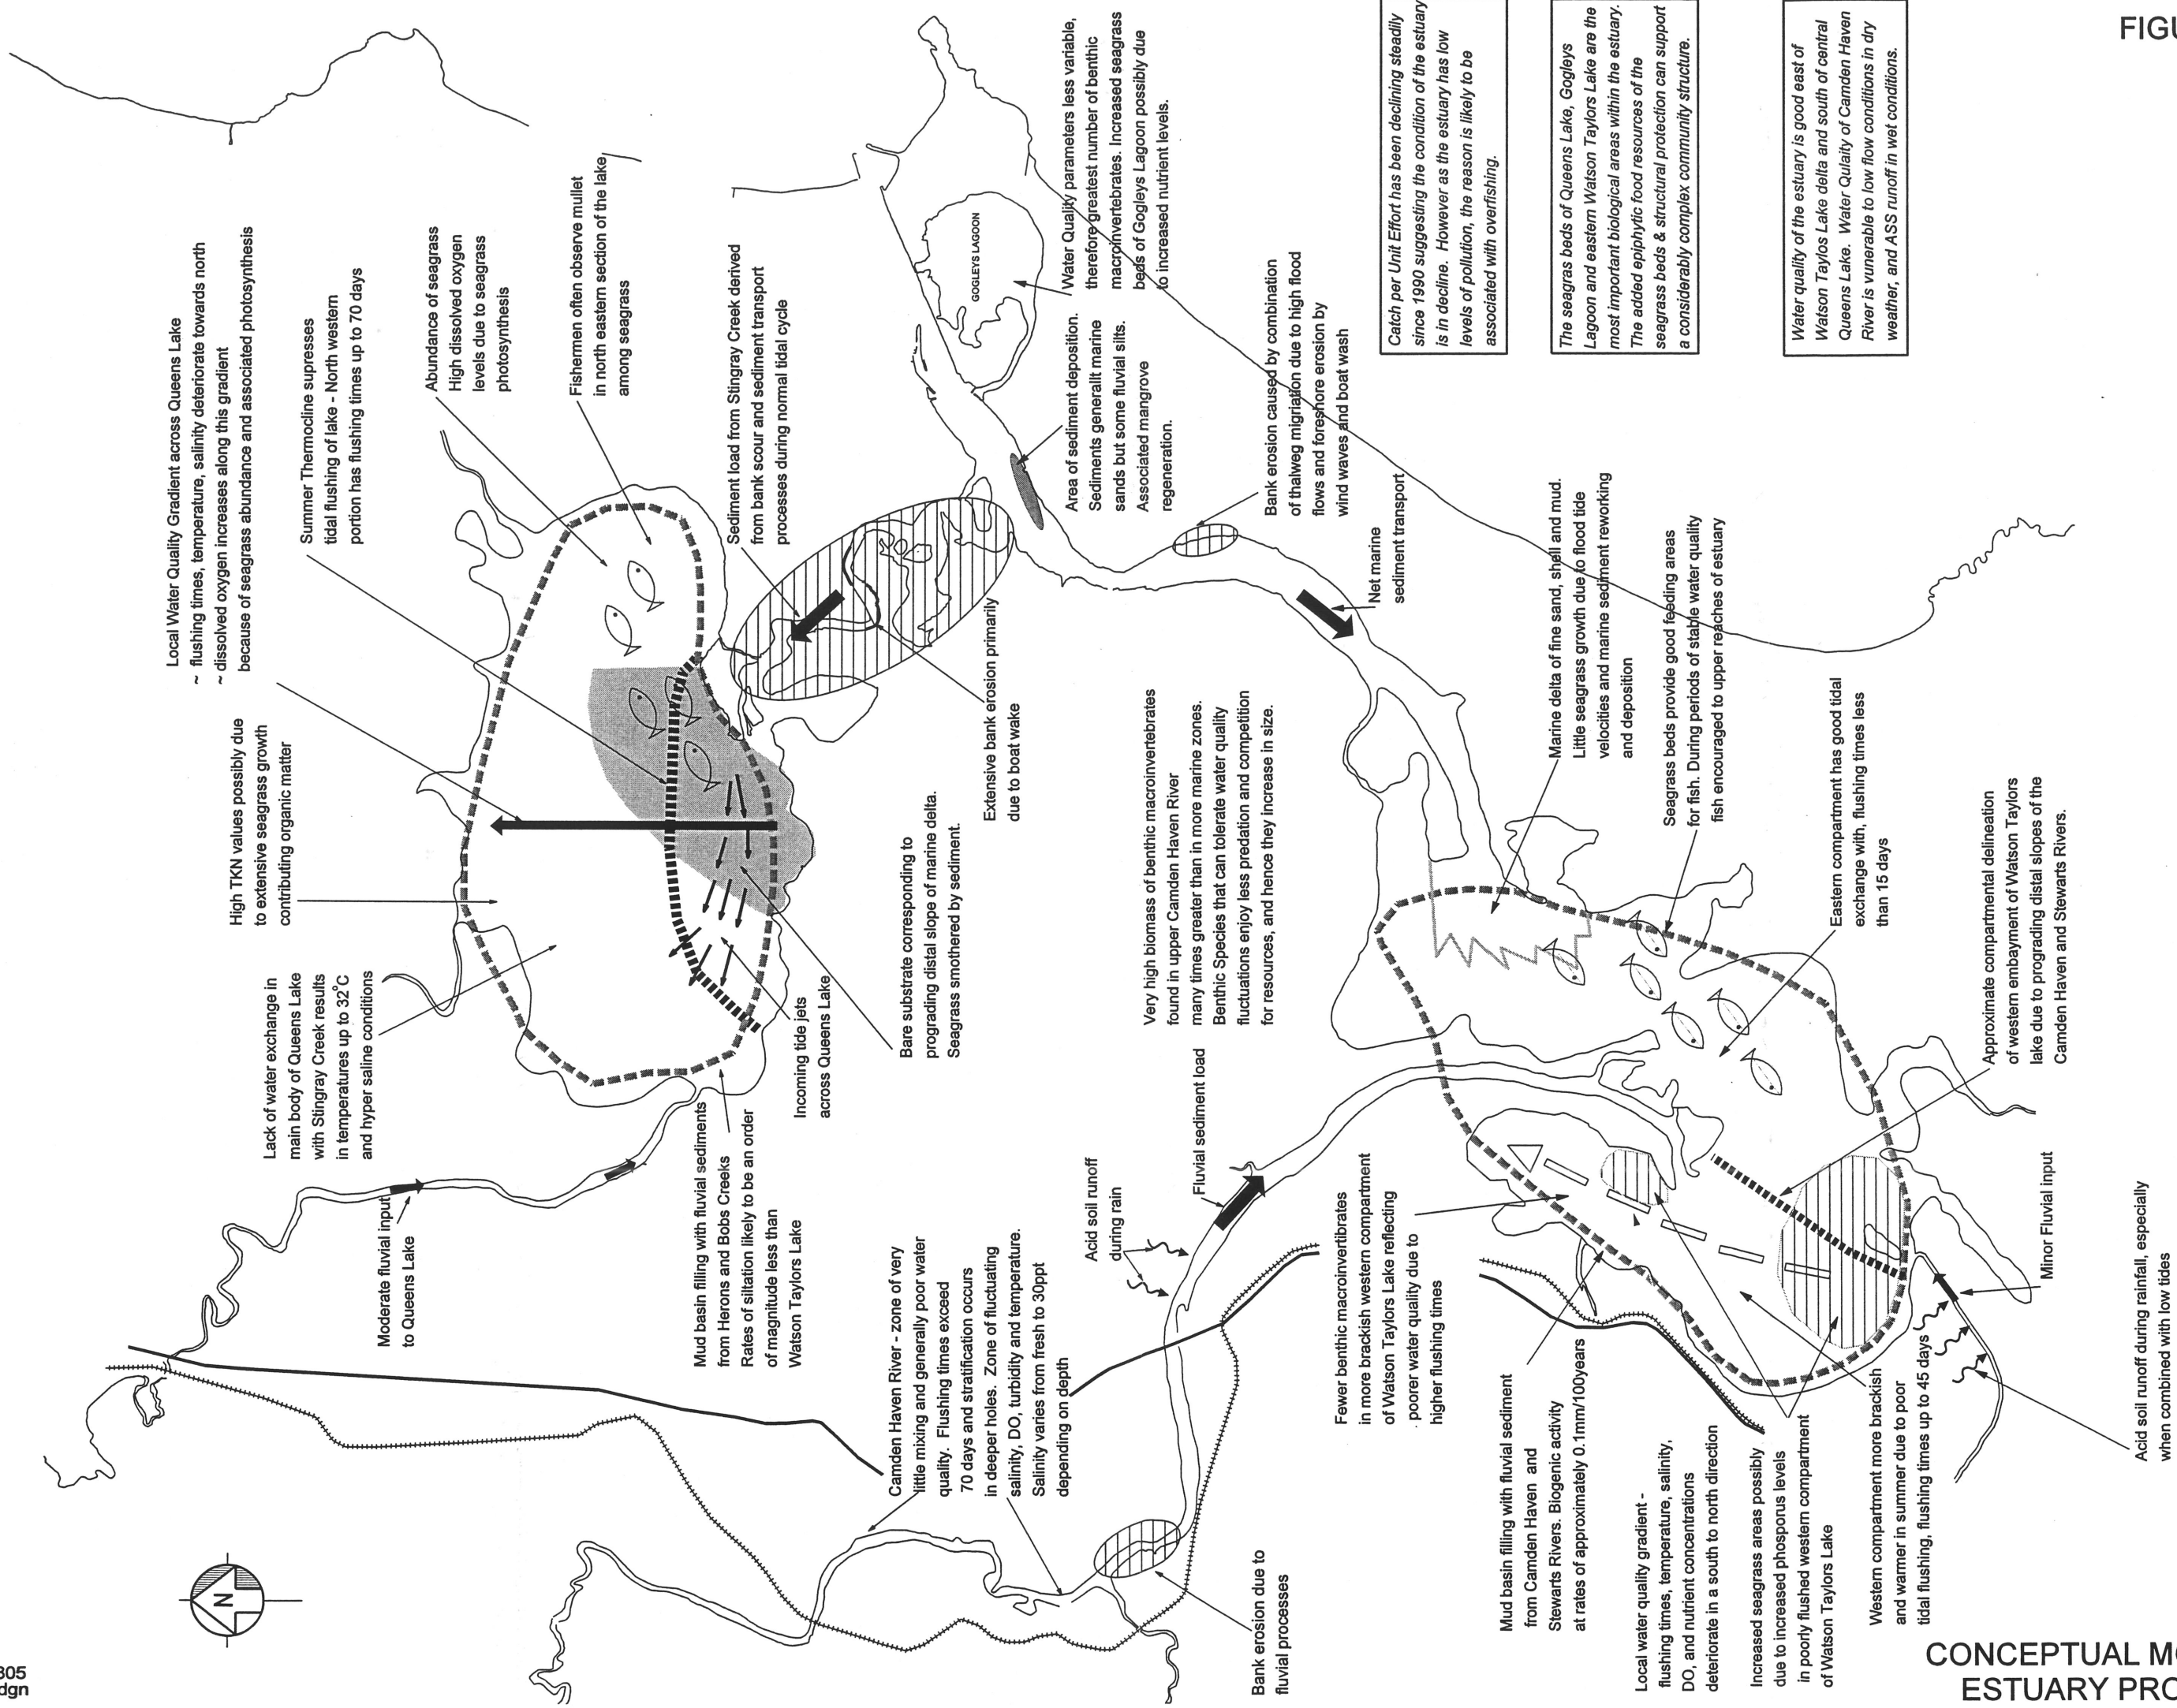 Local Water Quality Gradient across Queens Lake
~ flushing times, temperature, salinity deteriorate towards north
~ dissolved oxygen increases along this gradient
because of seagrass abundance and associated photosynthesis
Summer Thermocline supresses
tidal flushing of lake - North western
portion has flushing times up to 70 days
Abundance of seagrass
High dissolved oxygen
levels due to seagrass
photosynthesis
Fishermen often observe mullet
in north eastern section of the lake
among seagrass
High TKN values possibly due
to extensive seagrass growth
contributing organic matter
Lack of water exchange in
main body of Queens Lake
with Stingray Creek results
in temperatures up to 32°C
and hyper saline conditions
Sediment load from Stingray Creek derived
from bank scour and sediment transport
processes during normal tidal cycle
GOGLEYS LAGOON
Water Quality parameters less variable,
therefore greatest number of benthic
macroinvertebrates. Increased seagrass
beds of Gogleys Lagoon possibly due
to increased nutrient levels.
Area of sediment deposition.
Sediments generallt marine
sands but some fluvial silts.
Associated mangrove
regeneration.
Extensive bank erosion primarily
due to boat wake
Bare substrate corresponding to
prograding distal slope of marine delta.
Seagrass smothered by sediment.
Incoming tide jets
across Queens Lake
Moderate fluvial input
to Queens Lake
Mud basin filling with fluvial sediments
from Herons and Bobs Creeks
Rates of siltation likely to be an order
of magnitude less than
Watson Taylors Lake
Bank erosion caused by combination
of thalweg migriation due to high flood
flows and foreshore erosion by
wind waves and boat wash
Net marine
sediment transport
Very high biomass of benthic macroinvertebrates
found in upper Camden Haven River
many times greater than in more marine zones.
Benthic Species that can tolerate water quality
fluctuations enjoy less predation and competition
for resources, and hence they increase in size.
Camden Haven River - zone of very
little mixing and generally poor water
quality. Flushing times exceed
70 days and stratification occurs
in deeper holes. Zone of fluctuating
salinity, DO, turbidity and temperature.
Salinity varies from fresh to 30ppt
depending on depth
Acid soil runoff
during rain
Fluvial sediment load
Bank erosion due to
fluvial processes
Marine delta of fine sand, shell and mud.
Little seagrass growth due to flood tide
velocities and marine sediment reworking
and deposition
Seagrass beds provide good feeding areas
for fish. During periods of stable water quality
fish encouraged to upper reaches of estuary
Eastern compartment has good tidal
exchange with, flushing times less
than 15 days
Approximate compartmental delineation
of western embayment of Watson Taylors
lake due to prograding distal slopes of the
Camden Haven and Stewarts Rivers.
Fewer benthic macroinvertibrates
in more brackish western compartment
of Watson Taylors Lake reflecting
poorer water quality due to
higher flushing times
Mud basin filling with fluvial sediment
from Camden Haven and
Stewarts Rivers. Biogenic activity
at rates of approximately 0.1mm/100years
Local water quality gradient -
flushing times, temperature, salinity,
DO, and nutrient concentrations
deteriorate in a south to north direction
Increased seagrass areas possibly
due to increased phosporus levels
in poorly flushed western compartment
of Watson Taylors Lake
Western compartment more brackish
and warmer in summer due to poor
tidal flushing, flushing times up to 45 days
Minor Fluvial input
Acid soil runoff during rainfall, especially
when combined with low tides
Catch per Unit Effort has been declining steadily
since 1990 suggesting the condition of the estuary
is in decline. However as the estuary has low
levels of pollution, the reason is likely to be
associated with overfishing.
The seagras beds of Queens Lake, Gogleys
Lagoon and eastern Watson Taylors Lake are the
most important biological areas within the estuary.
The added epiphytic food resources of the
seagrass beds & structural protection can support
a considerably complex community structure.
Water quality of the estuary is good east of
Watson Taylos Lake delta and south of central
Queens Lake. Water Qulaity of Camden Haven
River is vunerable to low flow conditions in dry
weather, and ASS runoff in wet conditions.
N
305
dgn
FIGU
CONCEPTUAL MO
ESTUARY PRO